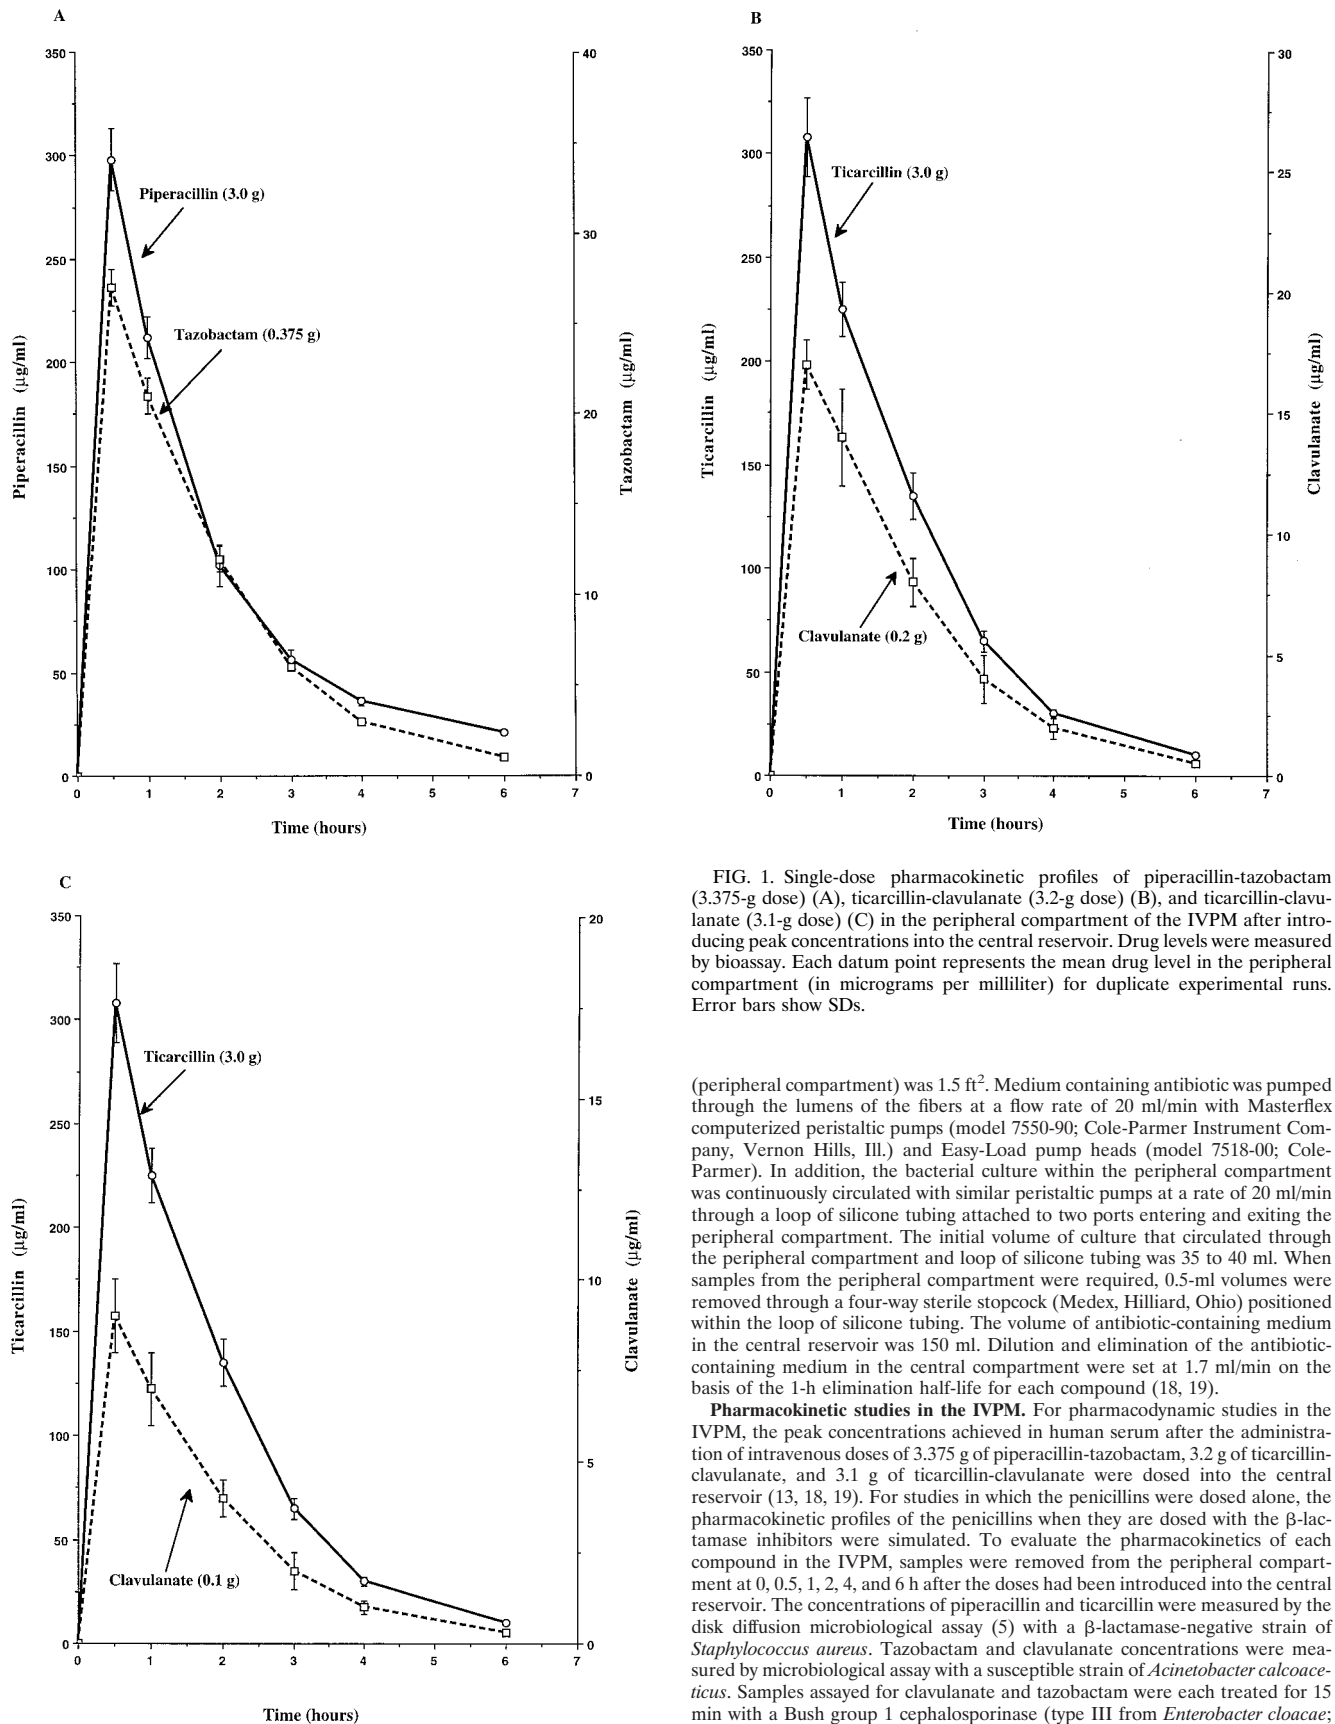 A
350
300
250
200
150
100
50
0
Piperacillin (µg/ml)
40
30
20
10
0
Tazobactam (µg/ml)
Piperacillin (3.0 g)
Tazobactam (0.375 g)
0 1 2 3 4 5 6 7
Time (hours)
B
350
300
250
200
150
100
50
0
Ticarcillin (µg/ml)
30
25
20
15
10
5
0
Clavulanate (µg/ml)
Ticarcillin (3.0 g)
Clavulanate (0.2 g)
0 1 2 3 4 5 6 7
Time (hours)
C
350
300
250
200
150
100
50
0
Ticarcillin (µg/ml)
20
15
10
5
0
Clavulanate (µg/ml)
Ticarcillin (3.0 g)
Clavulanate (0.1 g)
0 1 2 3 4 5 6 7
Time (hours)
FIG. 1. Single-dose pharmacokinetic profiles of piperacillin-tazobactam
(3.375-g dose) (A), ticarcillin-clavulanate (3.2-g dose) (B), and ticarcillin-clavu-
lanate (3.1-g dose) (C) in the peripheral compartment of the IVPM after intro-
ducing peak concentrations into the central reservoir. Drug levels were measured
by bioassay. Each datum point represents the mean drug level in the peripheral
compartment (in micrograms per milliliter) for duplicate experimental runs.
Error bars show SDs.
(peripheral compartment) was 1.5 ft². Medium containing antibiotic was pumped
through the lumens of the fibers at a flow rate of 20 ml/min with Masterflex
computerized peristaltic pumps (model 7550-90; Cole-Parmer Instrument Com-
pany, Vernon Hills, Ill.) and Easy-Load pump heads (model 7518-00; Cole-
Parmer). In addition, the bacterial culture within the peripheral compartment
was continuously circulated with similar peristaltic pumps at a rate of 20 ml/min
through a loop of silicone tubing attached to two ports entering and exiting the
peripheral compartment. The initial volume of culture that circulated through
the peripheral compartment and loop of silicone tubing was 35 to 40 ml. When
samples from the peripheral compartment were required, 0.5-ml volumes were
removed through a four-way sterile stopcock (Medex, Hilliard, Ohio) positioned
within the loop of silicone tubing. The volume of antibiotic-containing medium
in the central reservoir was 150 ml. Dilution and elimination of the antibiotic-
containing medium in the central compartment were set at 1.7 ml/min on the
basis of the 1-h elimination half-life for each compound (18, 19).
Pharmacokinetic studies in the IVPM. For pharmacodynamic studies in the
IVPM, the peak concentrations achieved in human serum after the administra-
tion of intravenous doses of 3.375 g of piperacillin-tazobactam, 3.2 g of ticarcillin-
clavulanate, and 3.1 g of ticarcillin-clavulanate were dosed into the central
reservoir (13, 18, 19). For studies in which the penicillins were dosed alone, the
pharmacokinetic profiles of the penicillins when they are dosed with the β-lac-
tamase inhibitors were simulated. To evaluate the pharmacokinetics of each
compound in the IVPM, samples were removed from the peripheral compart-
ment at 0, 0.5, 1, 2, 4, and 6 h after the doses had been introduced into the central
reservoir. The concentrations of piperacillin and ticarcillin were measured by the
disk diffusion microbiological assay (5) with a β-lactamase-negative strain of
Staphylococcus aureus. Tazobactam and clavulanate concentrations were mea-
sured by microbiological assay with a susceptible strain of Acinetobacter calcoace-
ticus. Samples assayed for clavulanate and tazobactam were each treated for 15
min with a Bush group 1 cephalosporinase (type III from Enterobacter cloacae;